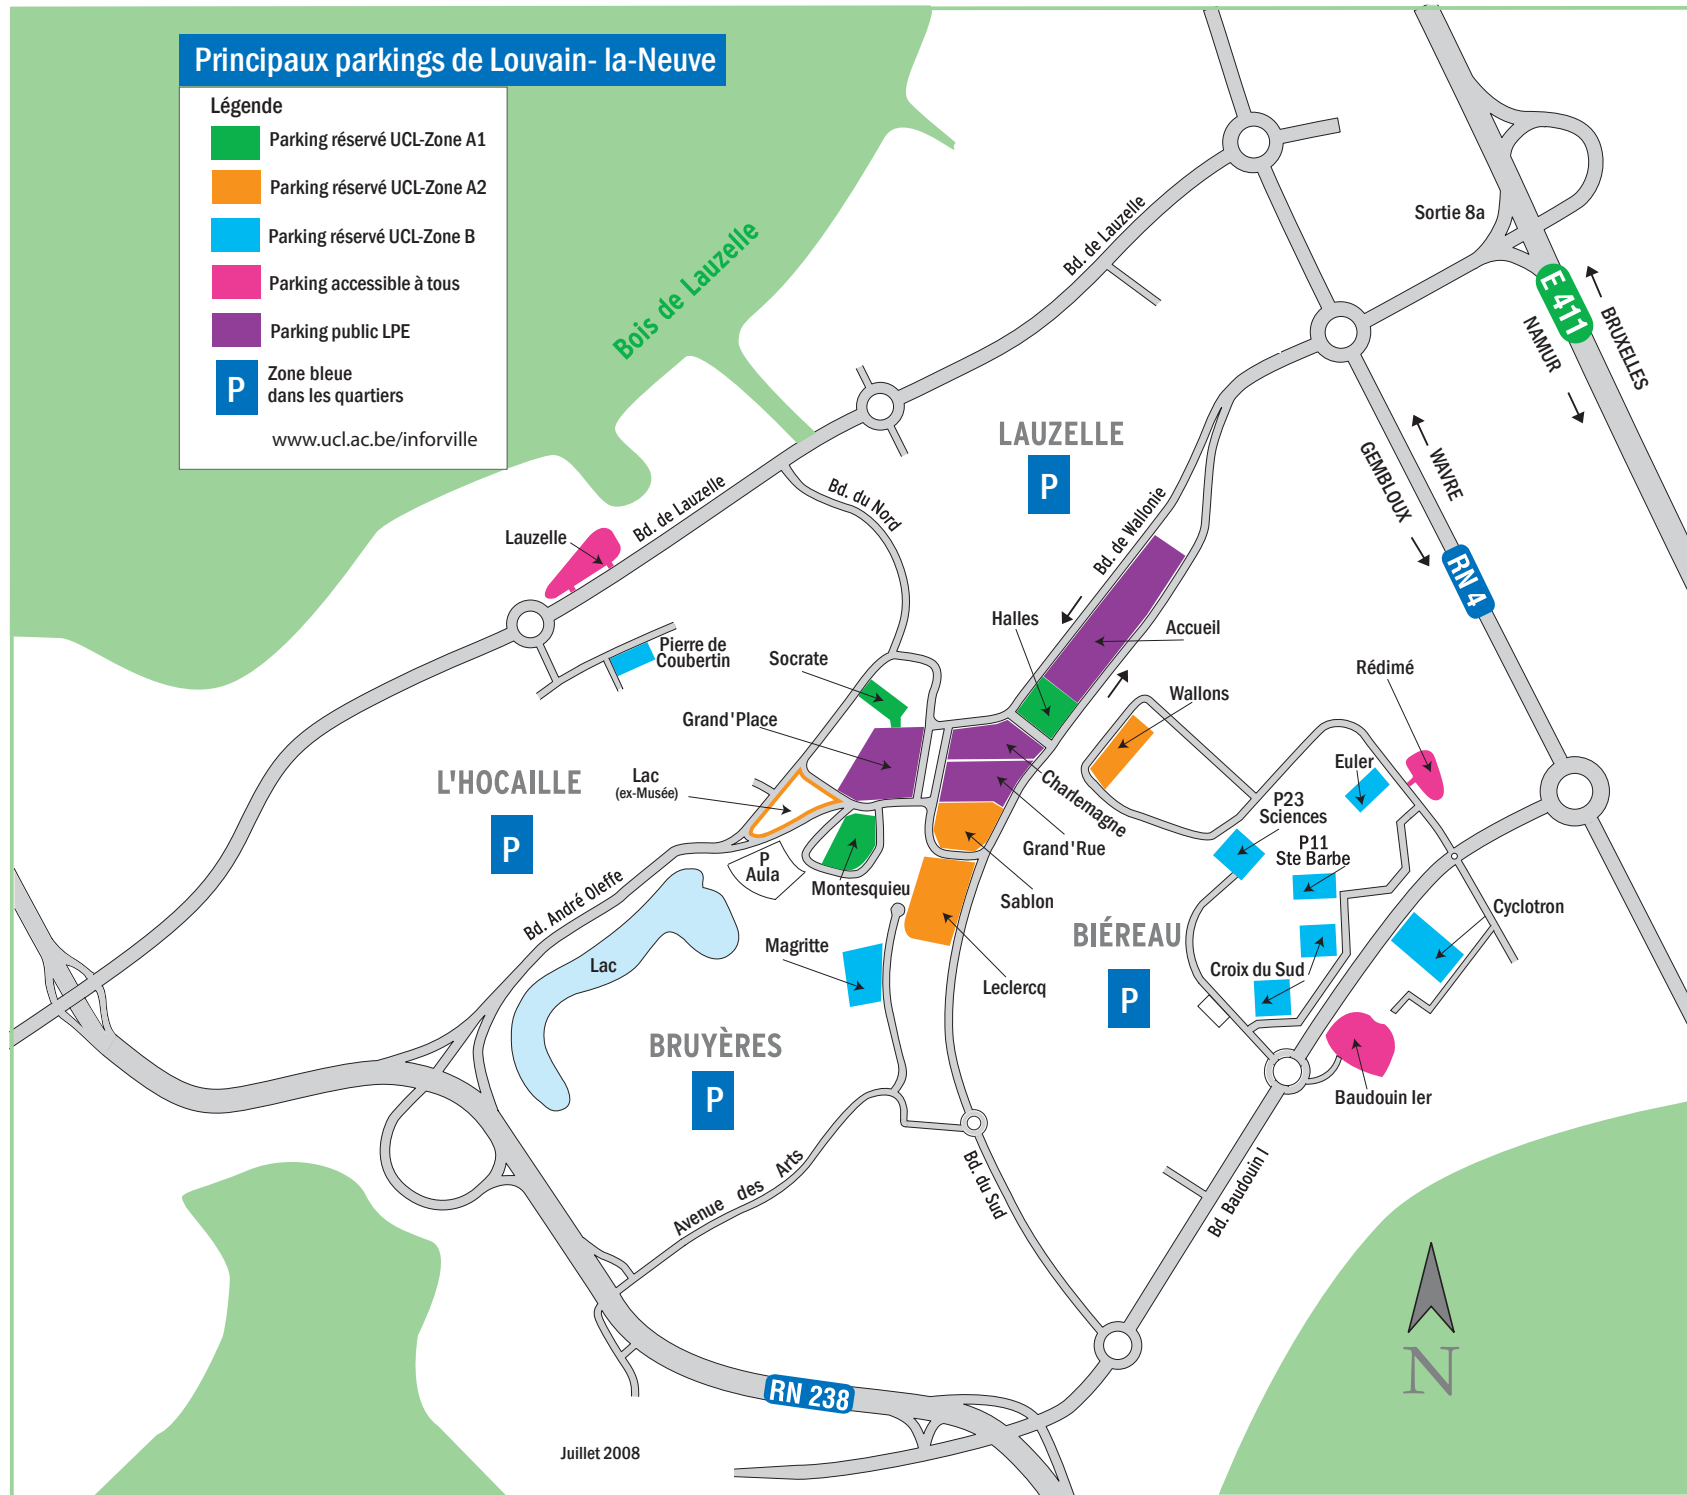 Principaux parkings de Louvain- la-Neuve
Légende
Parking réservé UCL-Zone A1
Parking réservé UCL-Zone A2
Parking réservé UCL-Zone B
Parking accessible à tous
Parking public LPE
P
Zone bleue
dans les quartiers
www.ucl.ac.be/inforville
Bois de Lauzelle
Bd. de Lauzelle
Sortie 8a
E 411
BRUXELLES
NAMUR
WAVRE
GEMBLOUX
RN 4
LAUZELLE
P
Bd. de Lauzelle
Bd. du Nord
Bd. de Wallonie
Lauzelle
Pierre de
Coubertin
Socrate
Halles
Accueil
Grand'Place
Wallons
Rédimé
Lac
(ex-Musée)
L'HOCAILLE
P
Charlemagne
Euler
P23
Sciences
P11
Ste Barbe
Grand'Rue
P
Aula
Montesquieu
Sablon
Cyclotron
Bd. André Oleffe
BIÉREAU
P
Magritte
Lac
Croix du Sud
Leclercq
BRUYÈRES
P
Baudouin Ier
Avenue des Arts
Bd. du Sud
Bd. Baudouin I
N
RN 238
Juillet 2008